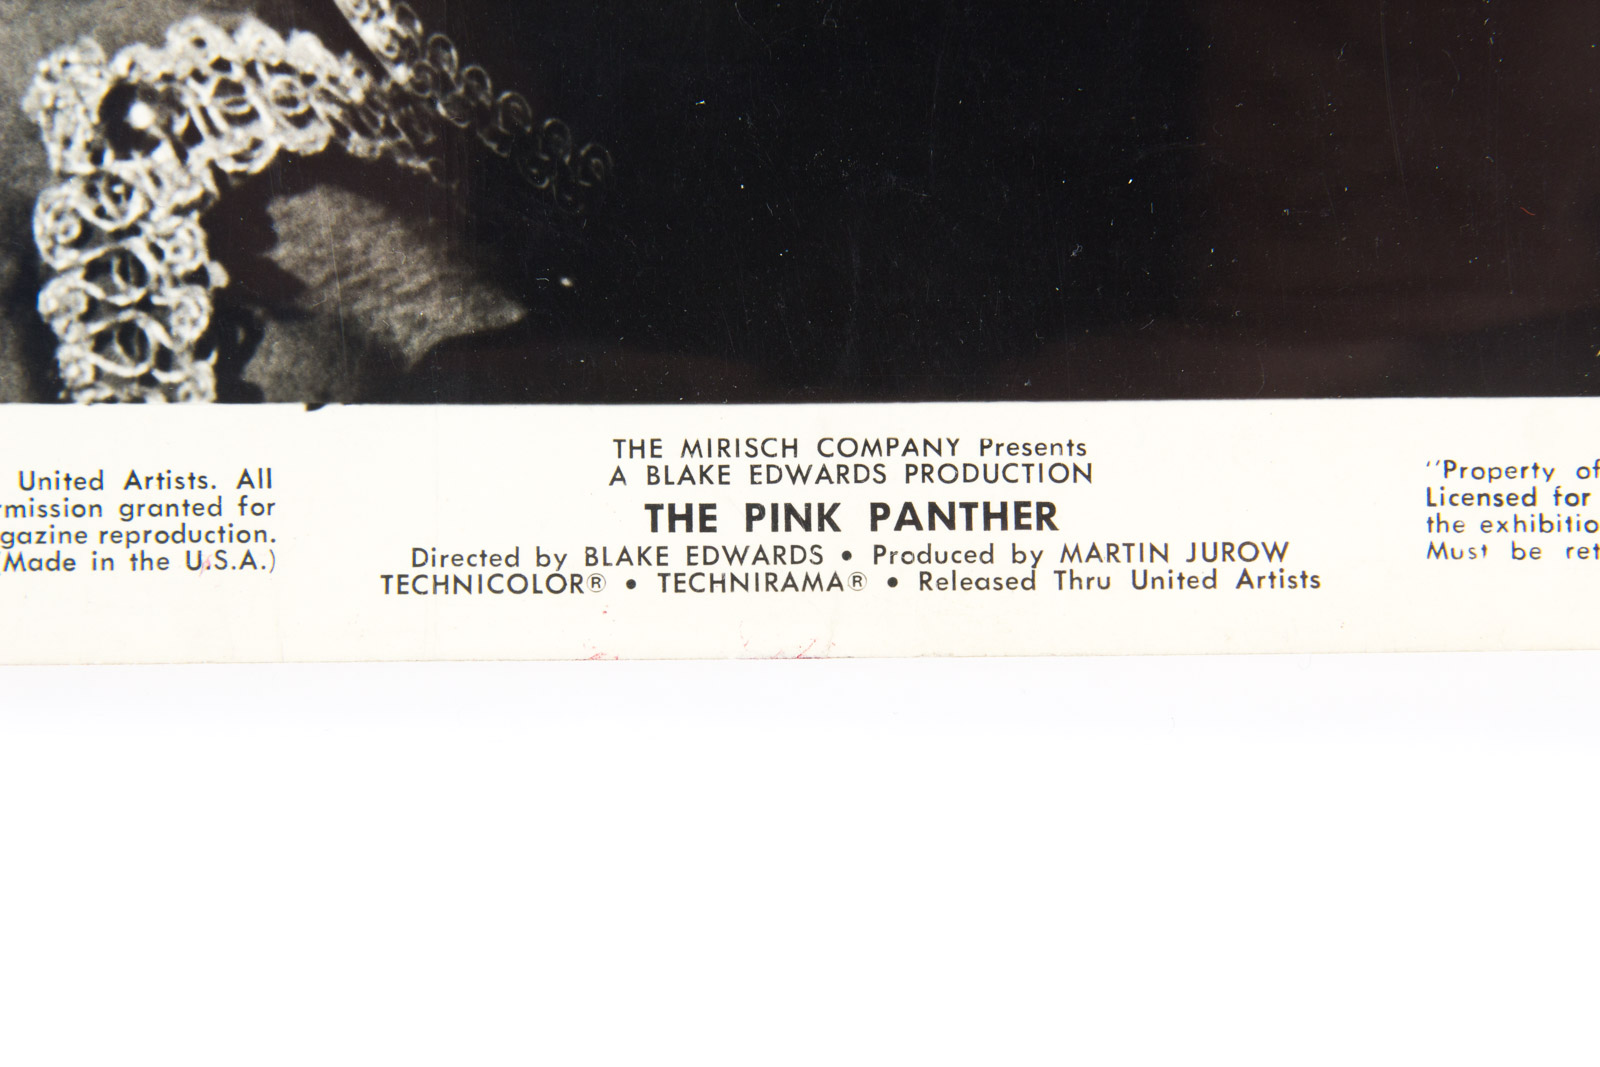 United Artists. All
rmission granted for
gazine reproduction.
(Made in the U.S.A.)
THE MIRISCH COMPANY Presents
A BLAKE EDWARDS PRODUCTION
THE PINK PANTHER
Directed by BLAKE EDWARDS • Produced by MARTIN JUROW
TECHNICOLOR® • TECHNIRAMA® • Released Thru United Artists
"Property of
Licensed for
the exhibitio
Must be ret